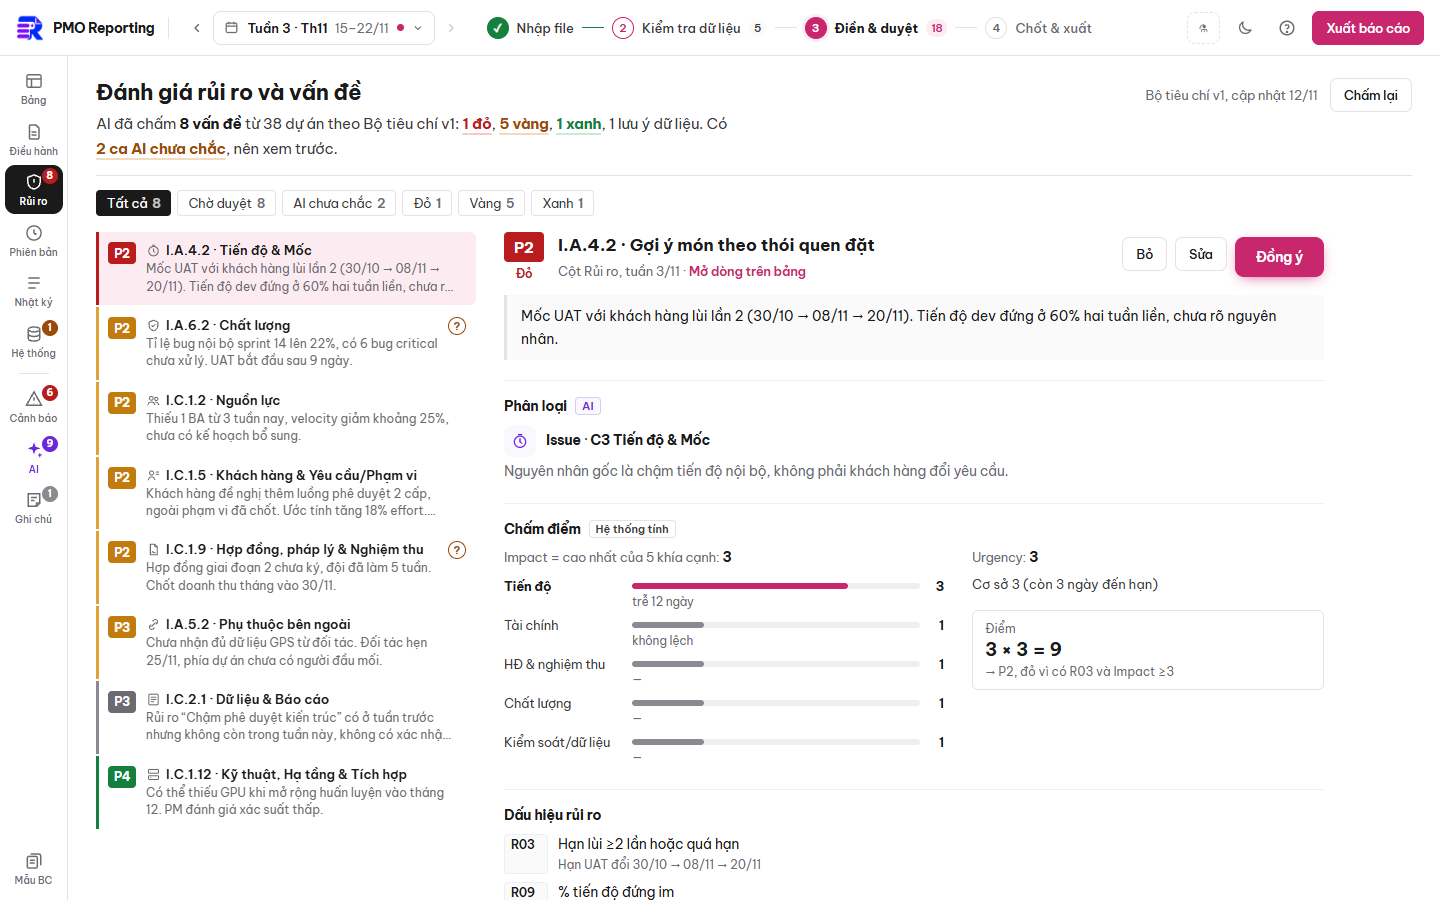 PMO Reporting
Tuần 3 · Th11 15–22/11
Nhập file
2 Kiểm tra dữ liệu 5
3 Điền & duyệt 18
4 Chốt & xuất
Xuất báo cáo
Bảng
Điều hành
8
Rủi ro
Phiên bản
Nhật ký
1
Hệ thống
6
Cảnh báo
9
AI
1
Ghi chú
Mẫu BC
Đánh giá rủi ro và vấn đề
AI đã chấm 8 vấn đề từ 38 dự án theo Bộ tiêu chí v1: 1 đỏ, 5 vàng, 1 xanh, 1 lưu ý dữ liệu. Có
2 ca AI chưa chắc, nên xem trước.
Bộ tiêu chí v1, cập nhật 12/11
Chấm lại
Tất cả 8
Chờ duyệt 8
AI chưa chắc 2
Đỏ 1
Vàng 5
Xanh 1
P2 I.A.4.2 · Tiến độ & Mốc
Mốc UAT với khách hàng lùi lần 2 (30/10 → 08/11 →
20/11). Tiến độ dev đứng ở 60% hai tuần liền, chưa r...
P2 I.A.6.2 · Chất lượng ?
Tỉ lệ bug nội bộ sprint 14 lên 22%, có 6 bug critical
chưa xử lý. UAT bắt đầu sau 9 ngày.
P2 I.C.1.2 · Nguồn lực
Thiếu 1 BA từ 3 tuần nay, velocity giảm khoảng 25%,
chưa có kế hoạch bổ sung.
P2 I.C.1.5 · Khách hàng & Yêu cầu/Phạm vi
Khách hàng đề nghị thêm luồng phê duyệt 2 cấp,
ngoài phạm vi đã chốt. Ước tính tăng 18% effort....
P2 I.C.1.9 · Hợp đồng, pháp lý & Nghiệm thu ?
Hợp đồng giai đoạn 2 chưa ký, đội đã làm 5 tuần.
Chốt doanh thu tháng vào 30/11.
P3 I.A.5.2 · Phụ thuộc bên ngoài
Chưa nhận đủ dữ liệu GPS từ đối tác. Đối tác hẹn
25/11, phía dự án chưa có người đầu mối.
P3 I.C.2.1 · Dữ liệu & Báo cáo
Rủi ro “Chậm phê duyệt kiến trúc” có ở tuần trước
nhưng không còn trong tuần này, không có xác nhậ...
P4 I.C.1.12 · Kỹ thuật, Hạ tầng & Tích hợp
Có thể thiếu GPU khi mở rộng huấn luyện vào tháng
12. PM đánh giá xác suất thấp.
P2 I.A.4.2 · Gợi ý món theo thói quen đặt
Đỏ Cột Rủi ro, tuần 3/11 · Mở dòng trên bảng
Bỏ
Sửa
Đồng ý
Mốc UAT với khách hàng lùi lần 2 (30/10 → 08/11 → 20/11). Tiến độ dev đứng ở 60% hai tuần liền, chưa rõ nguyên
nhân.
Phân loại AI
Issue · C3 Tiến độ & Mốc
Nguyên nhân gốc là chậm tiến độ nội bộ, không phải khách hàng đổi yêu cầu.
Chấm điểm Hệ thống tính
Impact = cao nhất của 5 khía cạnh: 3
Tiến độ 3
trễ 12 ngày
Tài chính 1
không lệch
HĐ & nghiệm thu 1
—
Chất lượng 1
—
Kiểm soát/dữ liệu 1
—
Urgency: 3
Cơ sở 3 (còn 3 ngày đến hạn)
Điểm
3 × 3 = 9
→ P2, đỏ vì có R03 và Impact ≥3
Dấu hiệu rủi ro
R03 Hạn lùi ≥2 lần hoặc quá hạn
Hạn UAT đổi 30/10 → 08/11 → 20/11
R09 % tiến độ đứng im